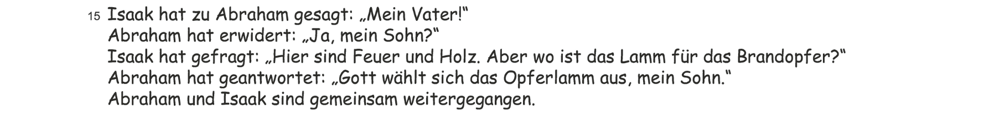 15 Isaak hat zu Abraham gesagt: „Mein Vater!“
Abraham hat erwidert: „Ja, mein Sohn?“
Isaak hat gefragt: „Hier sind Feuer und Holz. Aber wo ist das Lamm für das Brandopfer?“
Abraham hat geantwortet: „Gott wählt sich das Opferlamm aus, mein Sohn.“
Abraham und Isaak sind gemeinsam weitergegangen.